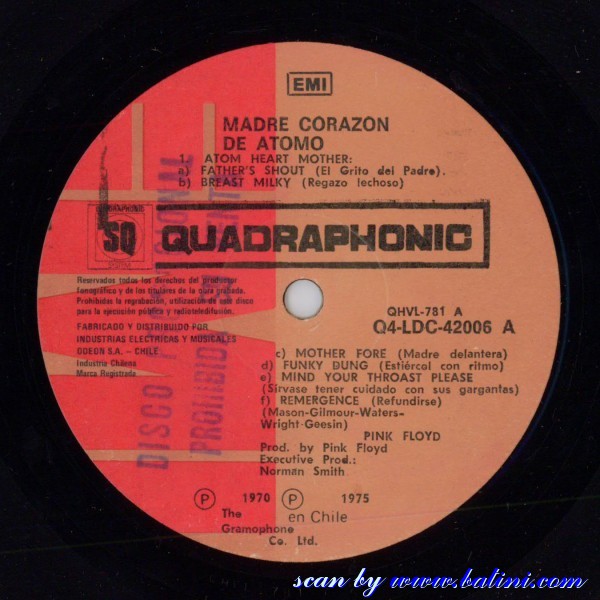 EMI
MADRE CORAZON
DE ATOMO
1. ATOM HEART MOTHER:
a) FATHER'S SHOUT (El Grito del Padre).
b) BREAST MILKY (Regazo lechoso)
QUADRAPHONIC
SQ
QUADRAPHONIC
Reservados todos los derechos del productor
fonográfico y de los titulares de la obra grabada.
Prohibidas la regrabación, utilización de este disco
para la ejecución pública y radioteledifusión.
FABRICADO Y DISTRIBUIDO POR
INDUSTRIAS ELECTRICAS Y MUSICALES
ODEON S.A. – CHILE
Industria Chilena
Marca Registrada
QHVL-781 A
Q4-LDC-42006 A
c) MOTHER FORE (Madre delantera)
d) FUNKY DUNG (Estiércol con ritmo)
e) MIND YOUR THROAST PLEASE
(Sírvase tener cuidado con sus gargantas)
f) REMERGENCE (Refundirse)
(Mason-Gilmour-Waters-
Wright-Geesin)
PINK FLOYD
Prod. by Pink Floyd
Executive Prod.:
Norman Smith
Ⓟ 1970 Ⓟ 1975
The en Chile
Gramophone
Co. Ltd.
DISCO
PROHIBIDA
scan by www.batini.com